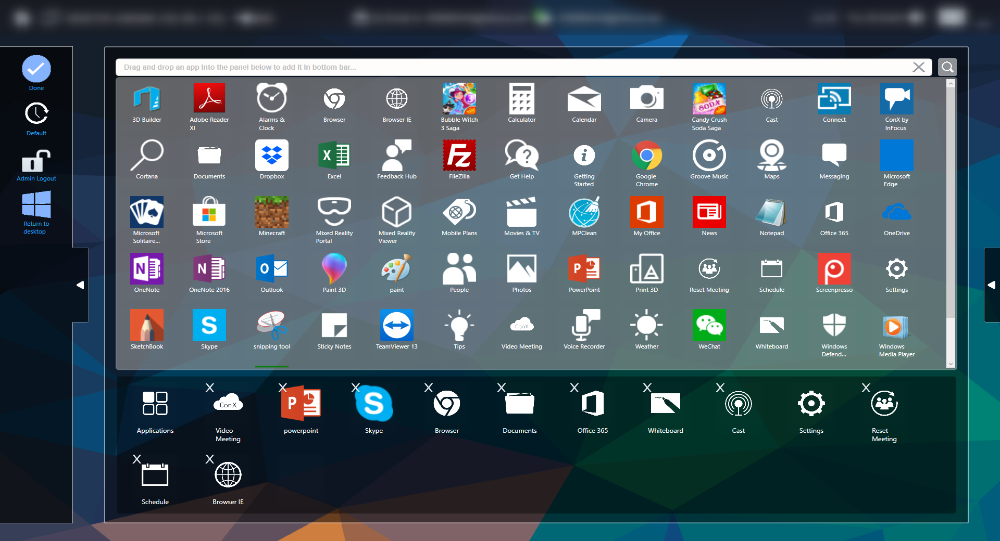 Drag and drop an app Into the panel below to add It In bottom bar...
Done
Default
Admin Logout
Return to
desktop
3D Builder
Adobe Reader
XI
Alarms &
Clock
Browser
Browser IE
Bubble Witch
3 Saga
Calculator
Calendar
Camera
SODA
Candy Crush
Soda Saga
Cast
Connect
ConX by
InFocus
Cortana
Documents
Dropbox
X
Excel
Feedback Hub
Fz
FileZilla
?
Get Help
i
Getting
Started
Google
Chrome
Groove Music
Maps
Messaging
Microsoft
Edge
Microsoft
Solitaire...
Microsoft
Store
Minecraft
Mixed Reality
Portal
Mixed Reality
Viewer
Mobile Plans
Movies & TV
MPClean
My Office
News
Notepad
Office 365
OneDrive
N
OneNote
N
OneNote 2016
O
Outlook
Paint 3D
paint
People
Photos
P
PowerPoint
Print 3D
Reset Meeting
Schedule
Screenpresso
Settings
SketchBook
S
Skype
snipping tool
Sticky Notes
TeamViewer 13
Tips
ConX
Video Meeting
Voice Recorder
Weather
WeChat
Whiteboard
Windows
Defend...
Windows
Media Player
Applications
X
ConX
Video
Meeting
X
P
powerpoint
X
S
Skype
X
Browser
X
Documents
X
Office 365
X
Whiteboard
X
Cast
Settings
X
Reset
Meeting
X
Schedule
X
Browser IE